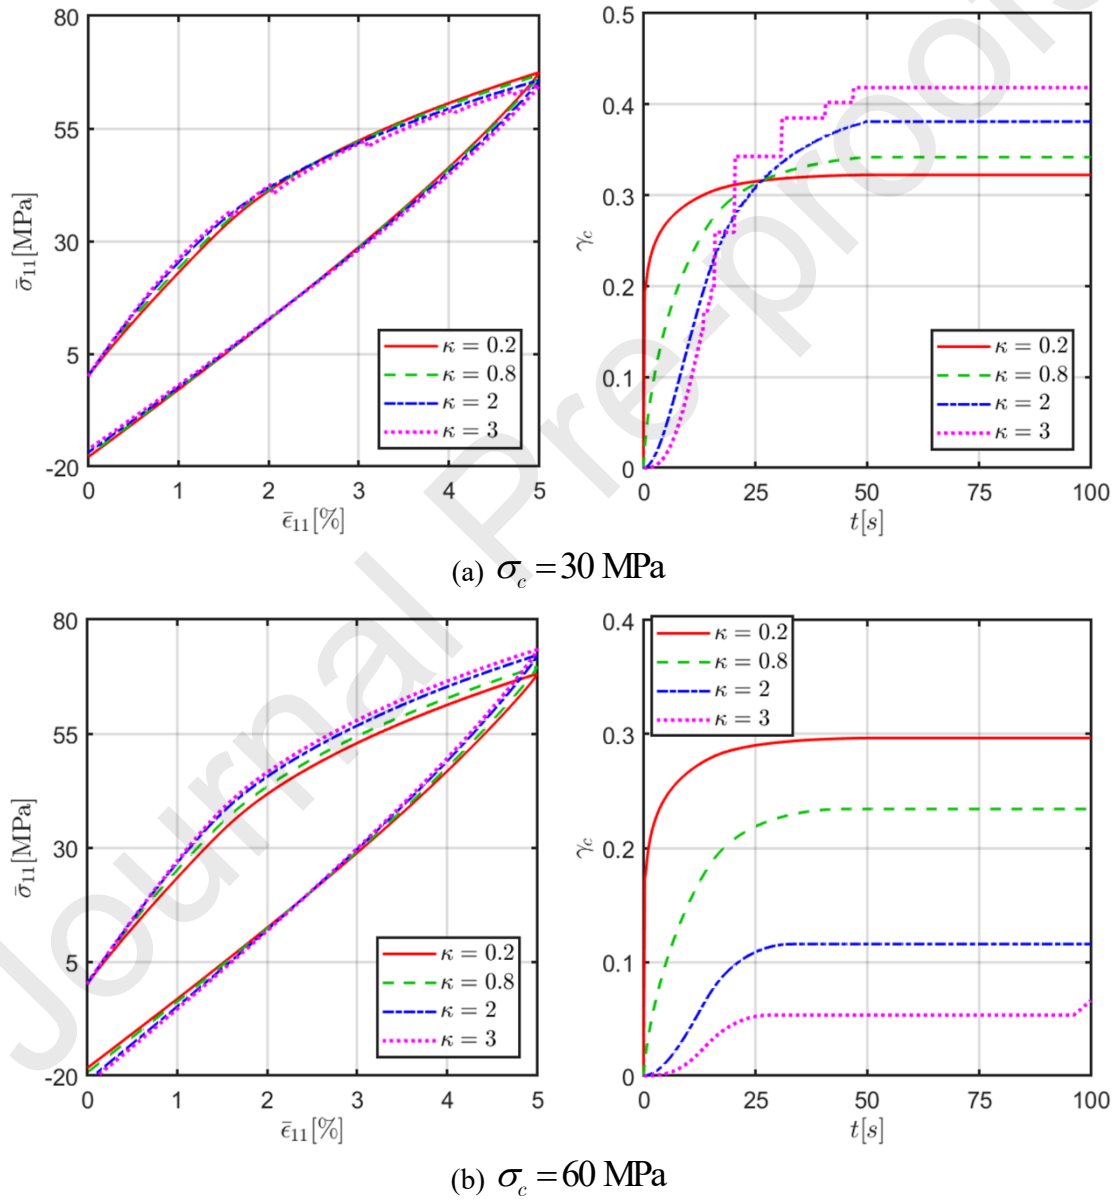 80
55
30
5
-20
σ̄₁₁[MPa]
κ = 0.2
κ = 0.8
κ = 2
κ = 3
0 1 2 3 4 5
ε̄₁₁[%]
0.5
0.4
0.3
0.2
0.1
0
γ_c
κ = 0.2
κ = 0.8
κ = 2
κ = 3
0 25 50 75 100
t[s]
(a) σ_c = 30 MPa
80
55
30
5
-20
σ̄₁₁[MPa]
κ = 0.2
κ = 0.8
κ = 2
κ = 3
0 1 2 3 4 5
ε̄₁₁[%]
0.4
0.3
0.2
0.1
0
γ_c
κ = 0.2
κ = 0.8
κ = 2
κ = 3
0 25 50 75 100
t[s]
(b) σ_c = 60 MPa
Journal Pre-proof